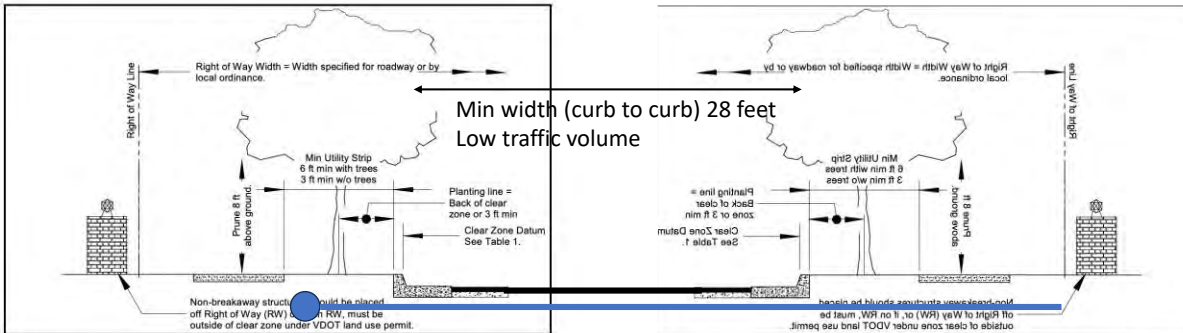 Right of Way Width = Width specified for roadway or by
local ordinance.
Right of Way Line
Min Utility Strip
6 ft min with trees
3 ft min w/o trees
Prune 8 ft
above ground.
Planting line =
Back of clear
zone or 3 ft min
Clear Zone Datum
See Table 1.
Non-breakaway should be placed
off Right of Way (RW) RW, must be
outside of clear zone under VDOT land use permit.
Min width (curb to curb) 28 feet
Low traffic volume
Right of Way Width = Width specified for roadway or by
local ordinance.
Right of Way Line
Min Utility Strip
6 ft min with trees
3 ft min w/o trees
Prune 8 ft
above ground.
Planting line =
Back of clear
zone or 3 ft min
Clear Zone Datum
See Table 1.
Non-breakaway structures should be placed
off Right of Way (RW) or, if on RW, must be
outside of clear zone under VDOT land use permit.